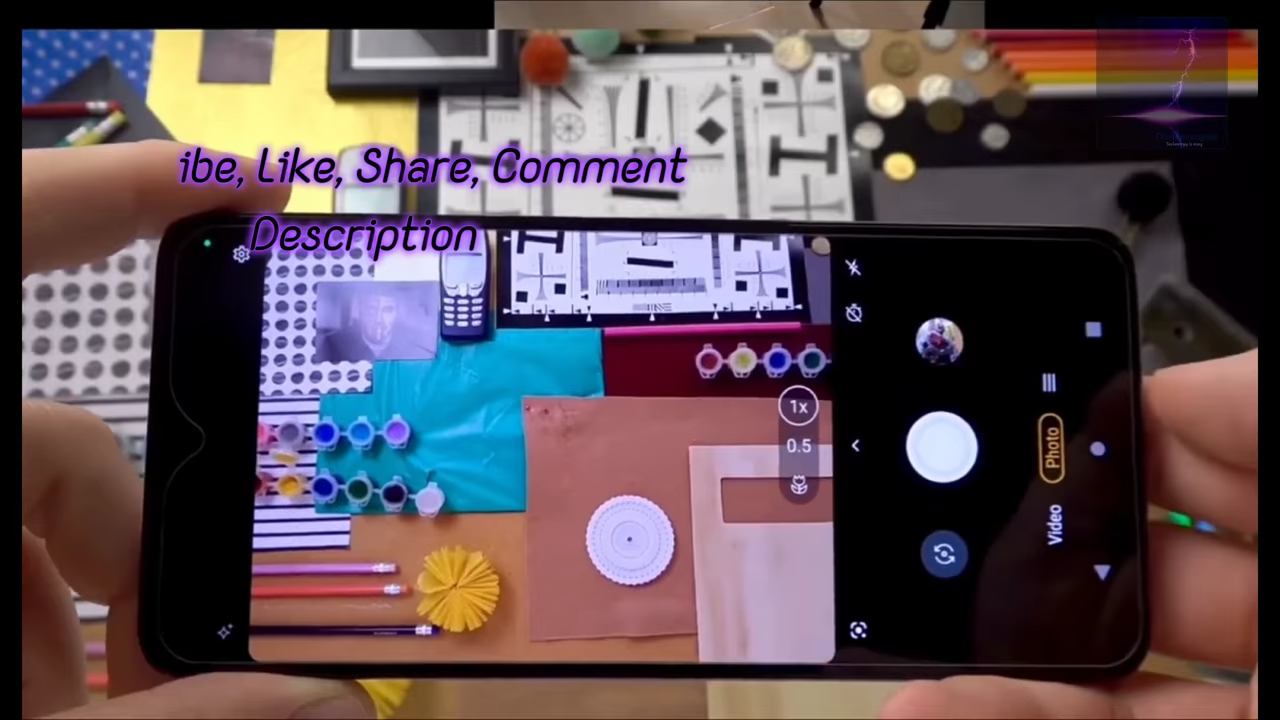 ibe, Like, Share, Comment
Description
1x
0.5
Photo
Video